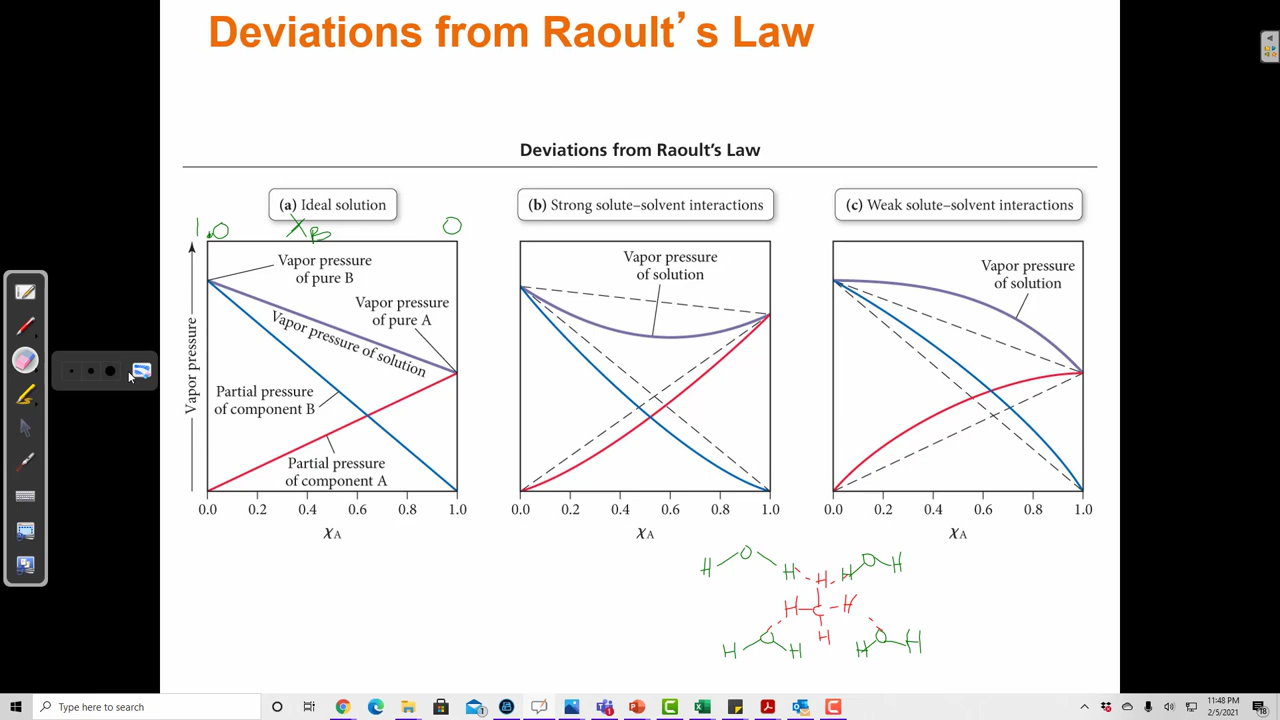 Deviations from Raoult's Law
Deviations from Raoult's Law
(a) Ideal solution
(b) Strong solute–solvent interactions
(c) Weak solute–solvent interactions
1.0
X B
0
Vapor pressure
of pure B
Vapor pressure
of pure A
Vapor pressure of solution
Partial pressure
of component B
Partial pressure
of component A
Vapor pressure
0.0 0.2 0.4 0.6 0.8 1.0
χA
Vapor pressure
of solution
0.0 0.2 0.4 0.6 0.8 1.0
χA
Vapor pressure
of solution
0.0 0.2 0.4 0.6 0.8 1.0
χA
H O H H O H
H
H C H
H
H O H H O H
Type here to search
1
11:48 PM
2/5/2021
18